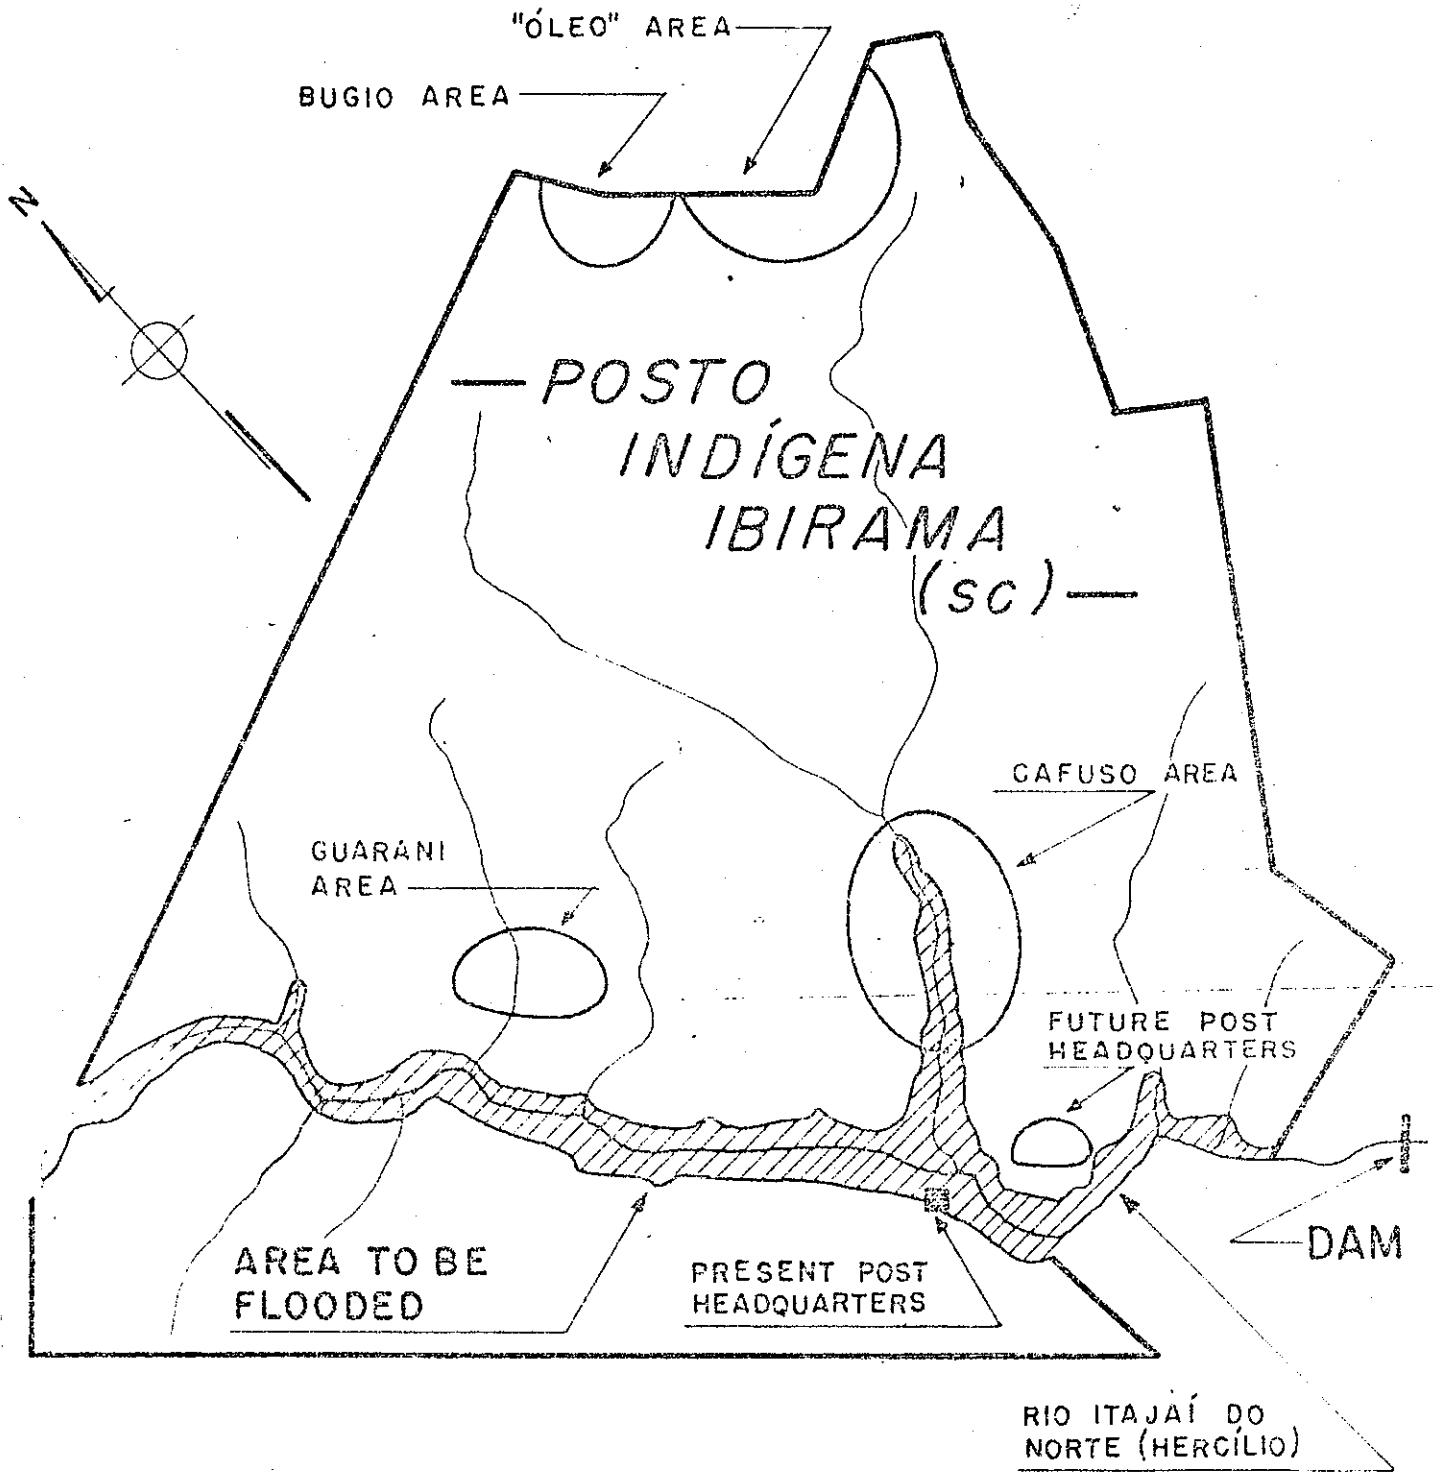 "ÓLEO" AREA
BUGIO AREA
N
— POSTO
INDÍGENA
IBIRAMA
(SC) —
CAFUSO AREA
GUARANI
AREA
FUTURE POST
HEADQUARTERS
DAM
AREA TO BE
FLOODED
PRESENT POST
HEADQUARTERS
RIO ITAJAÍ DO
NORTE (HERCÍLIO)